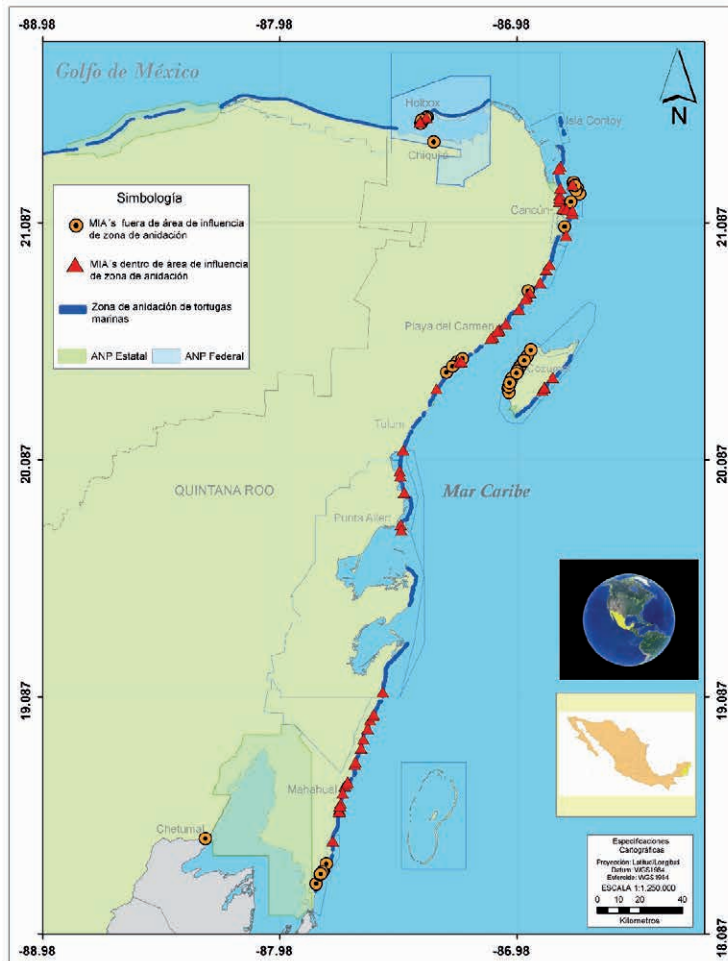 -88.98
-87.98
-86.98
Golfo de México
Holbox
Isla Contoy
N
Chiquilá
Simbología
MIA´s fuera de área de influencia
de zona de anidación
MIA´s dentro de área de influencia
de zona de anidación
Zona de anidación de tortugas
marinas
ANP Estatal
ANP Federal
Cancún
21.087
21.087
Playa del Carmen
Cozumel
Tulum
20.087
20.087
QUINTANA ROO
Mar Caribe
Punta Allen
19.087
19.087
Mahahual
Chetumal
Especificaciones
Cartográficas
Proyección: Latitud/Longitud
Datum: WGS1984
Esferoide: WGS1984
ESCALA 1:1,250,000
0 10 20 40
Kilometros
18.087
-88.98
-87.98
-86.98